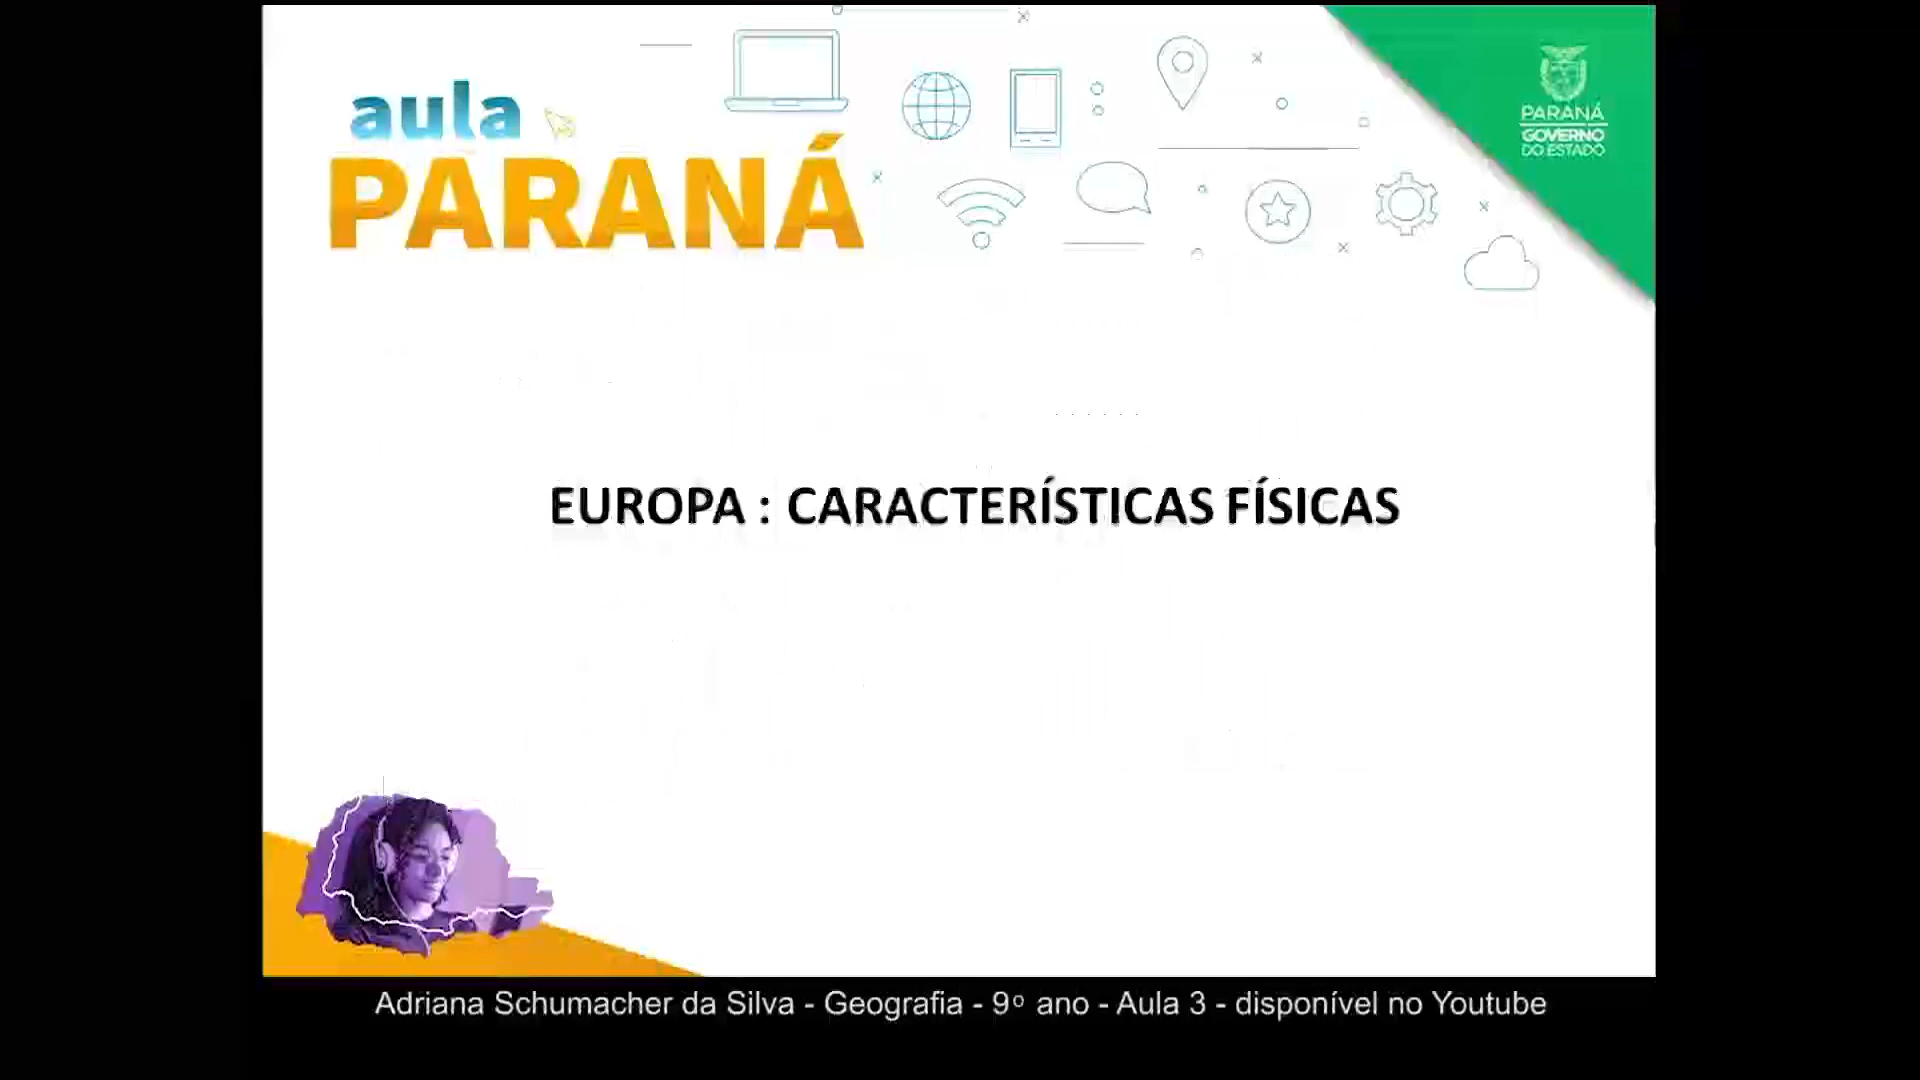 aula
PARANÁ
PARANÁ
GOVERNO
DO ESTADO
EUROPA : CARACTERÍSTICAS FÍSICAS
Adriana Schumacher da Silva - Geografia - 9º ano - Aula 3 - disponível no Youtube